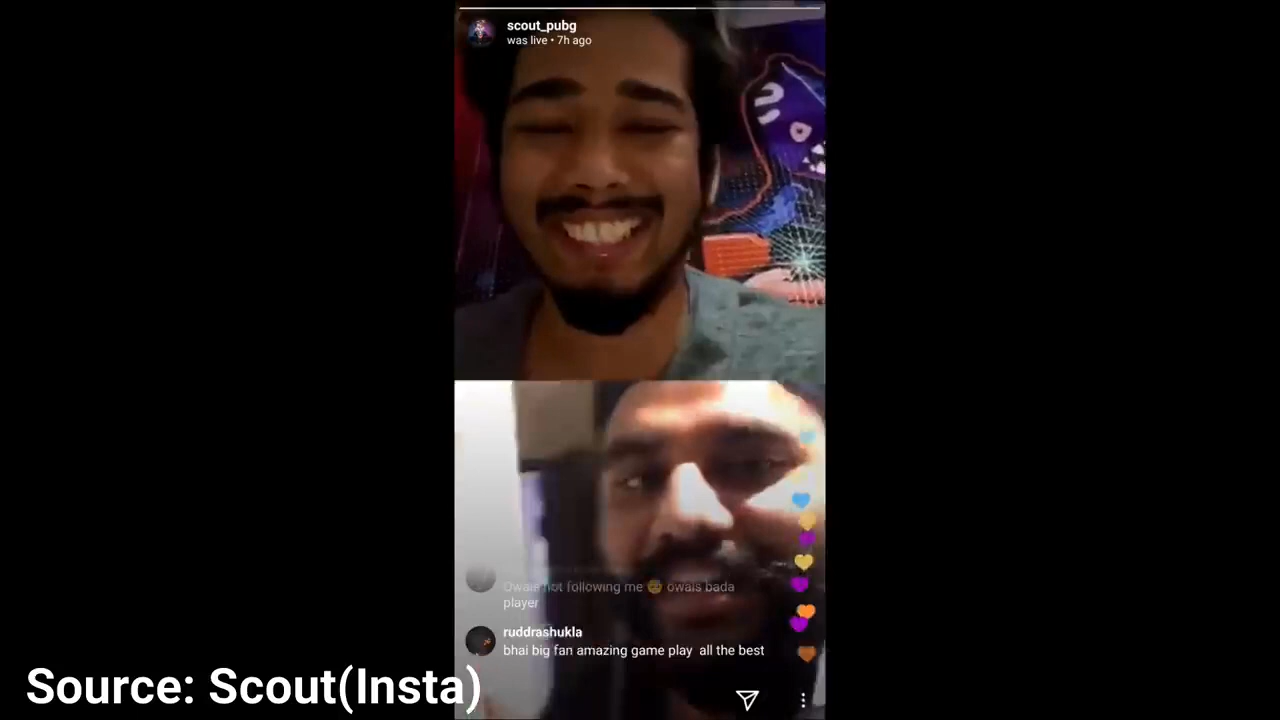 scout_pubg
was live • 7h ago
Owais not following me 🤓 owais bada
player
ruddrashukla
bhai big fan amazing game play all the best
Source: Scout(Insta)